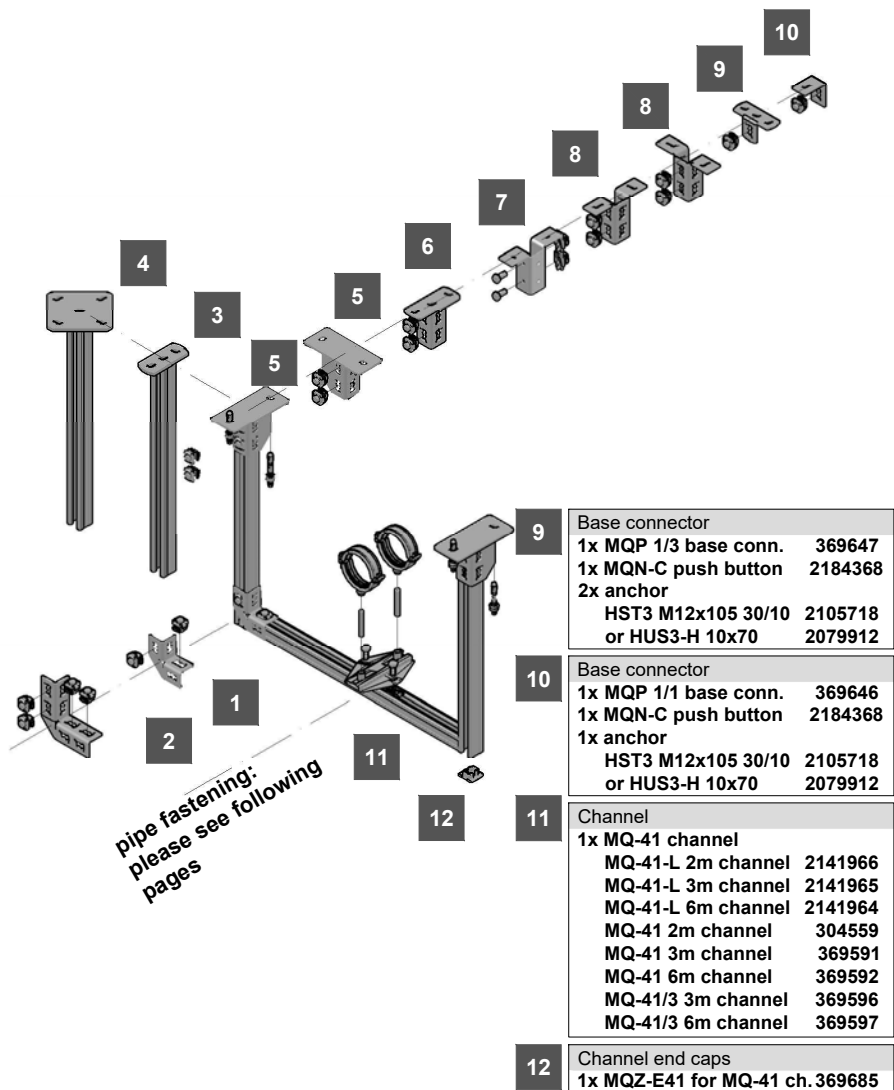 10
9
8
8
7
6
4
5
3
5
9
Base connector
1x MQP 1/3 base conn. 369647
1x MQN-C push button 2184368
2x anchor
HST3 M12x105 30/10 2105718
or HUS3-H 10x70 2079912
10
Base connector
1x MQP 1/1 base conn. 369646
1x MQN-C push button 2184368
1x anchor
HST3 M12x105 30/10 2105718
or HUS3-H 10x70 2079912
1
2
11
12
pipe fastening:
please see following
pages
11
Channel
1x MQ-41 channel
MQ-41-L 2m channel 2141966
MQ-41-L 3m channel 2141965
MQ-41-L 6m channel 2141964
MQ-41 2m channel 304559
MQ-41 3m channel 369591
MQ-41 6m channel 369592
MQ-41/3 3m channel 369596
MQ-41/3 6m channel 369597
12
Channel end caps
1x MQZ-E41 for MQ-41 ch. 369685